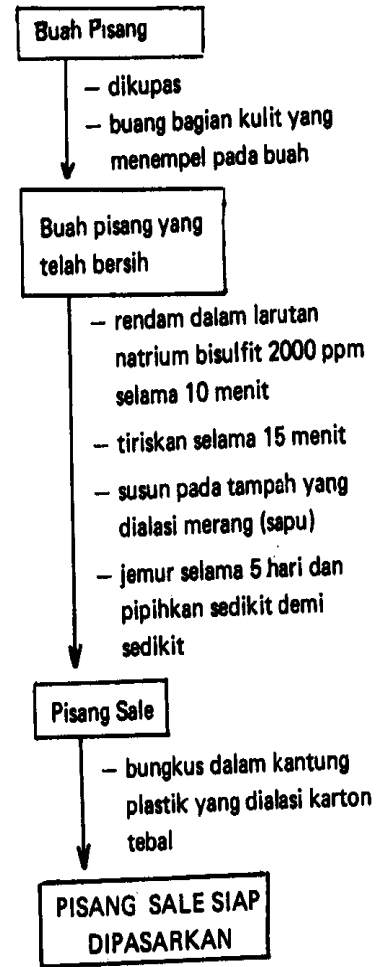 Buah Pisang
– dikupas
– buang bagian kulit yang
menempel pada buah
Buah pisang yang
telah bersih
– rendam dalam larutan
natrium bisulfit 2000 ppm
selama 10 menit
– tiriskan selama 15 menit
– susun pada tampah yang
dialasi merang (sapu)
– jemur selama 5 hari dan
pipihkan sedikit demi
sedikit
Pisang Sale
– bungkus dalam kantung
plastik yang dialasi karton
tebal
PISANG SALE SIAP
DIPASARKAN